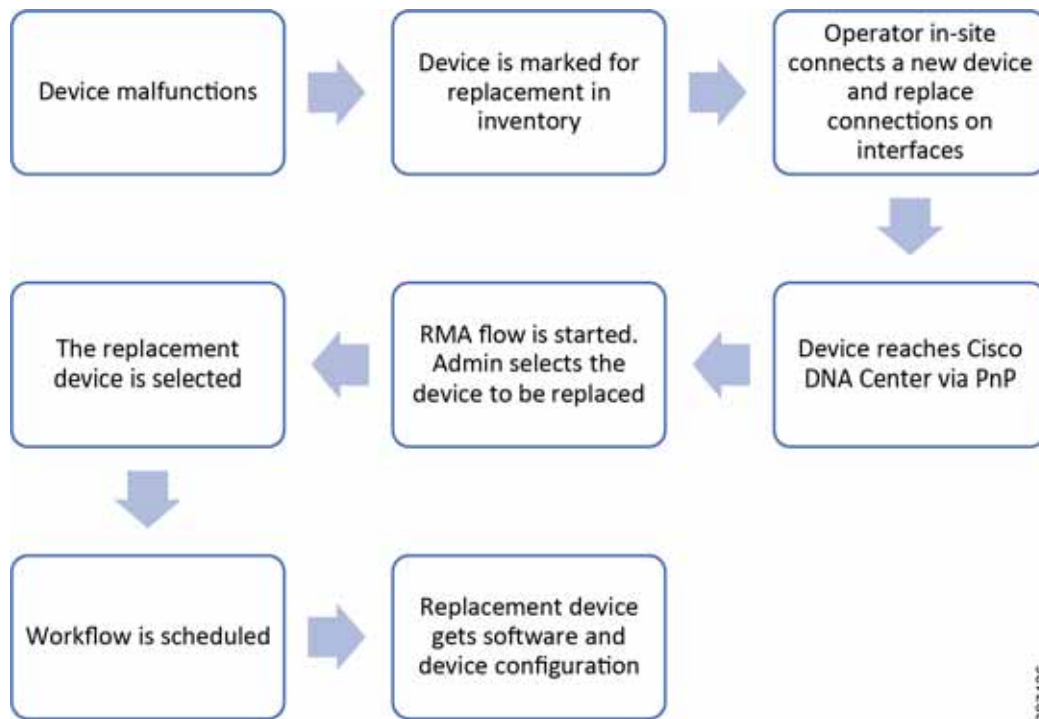 Device malfunctions
Device is marked for
replacement in
inventory
Operator in-site
connects a new device
and replace
connections on
interfaces
Device reaches Cisco
DNA Center via PnP
RMA flow is started.
Admin selects the
device to be replaced
The replacement
device is selected
Workflow is scheduled
Replacement device
gets software and
device configuration